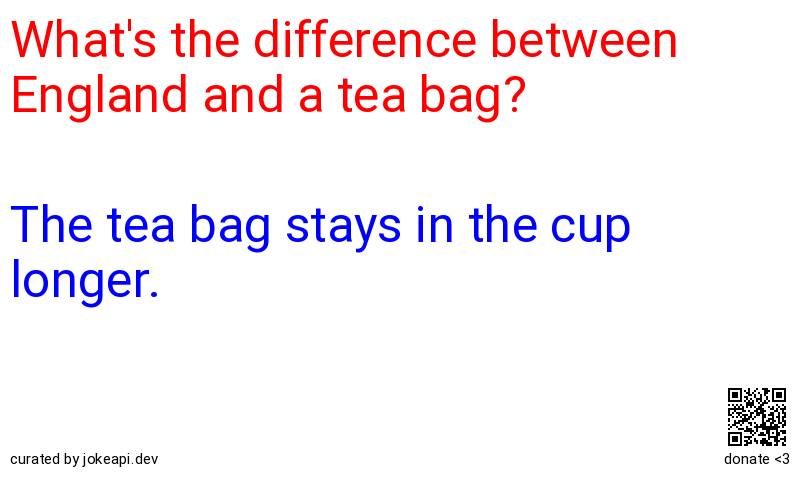 What's the difference between
England and a tea bag?
The tea bag stays in the cup
longer.
curated by jokeapi.dev
donate <3